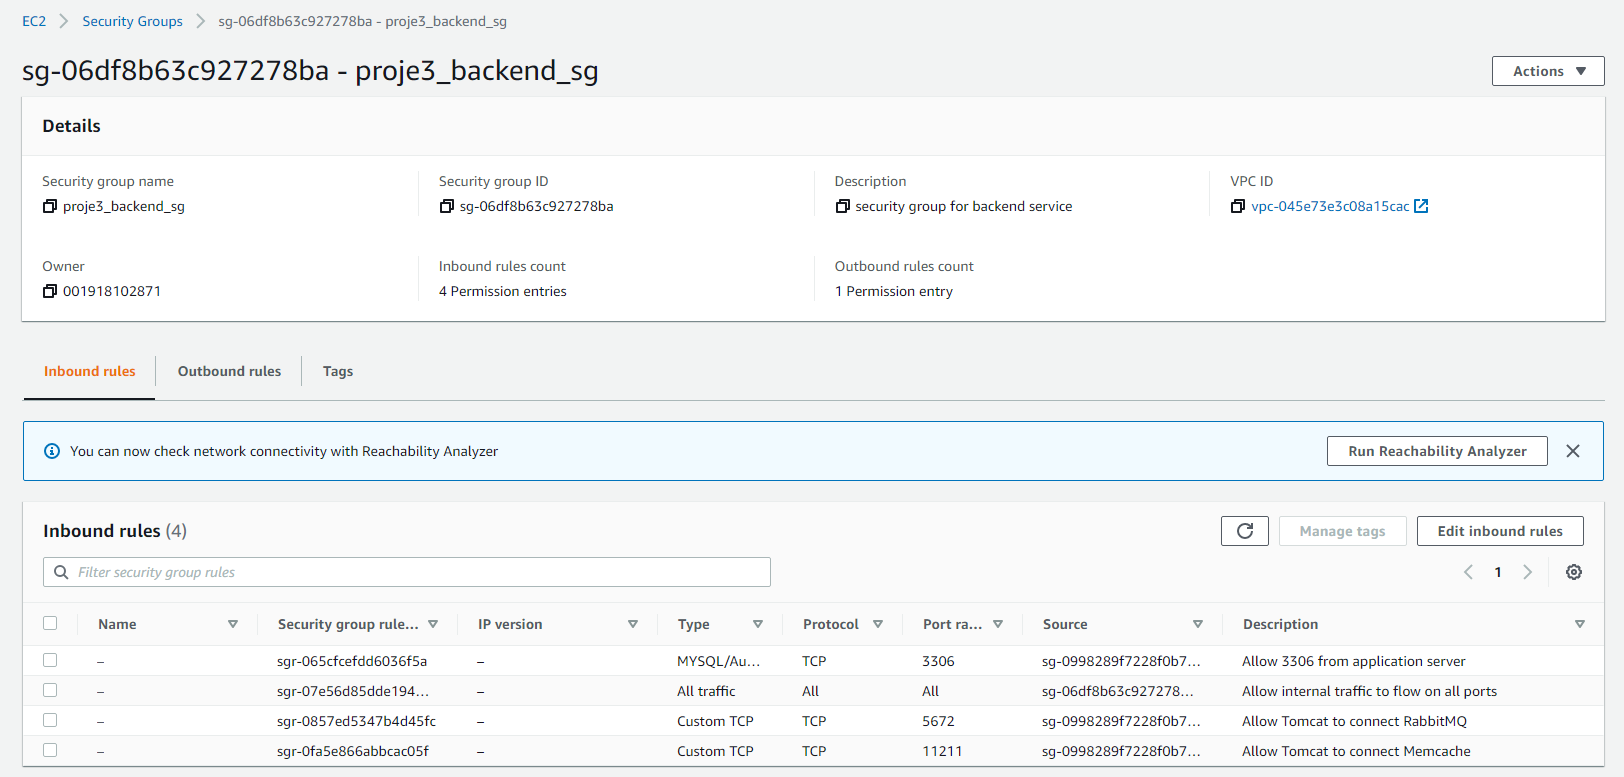 EC2 > Security Groups > sg-06df8b63c927278ba - proje3_backend_sg
sg-06df8b63c927278ba - proje3_backend_sg
Actions
Details
Security group name
proje3_backend_sg
Security group ID
sg-06df8b63c927278ba
Description
security group for backend service
VPC ID
vpc-045e73e3c08a15cac
Owner
001918102871
Inbound rules count
4 Permission entries
Outbound rules count
1 Permission entry
Inbound rules Outbound rules Tags
You can now check network connectivity with Reachability Analyzer
Run Reachability Analyzer
Inbound rules (4)
Manage tags
Edit inbound rules
Filter security group rules
1
Name Security group rule... IP version Type Protocol Port ra... Source Description
– sgr-065cfcefdd6036f5a – MYSQL/Au... TCP 3306 sg-0998289f7228f0b7... Allow 3306 from application server
– sgr-07e56d85dde194... – All traffic All All sg-06df8b63c927278... Allow internal traffic to flow on all ports
– sgr-0857ed5347b4d45fc – Custom TCP TCP 5672 sg-0998289f7228f0b7... Allow Tomcat to connect RabbitMQ
– sgr-0fa5e866abbcac05f – Custom TCP TCP 11211 sg-0998289f7228f0b7... Allow Tomcat to connect Memcache